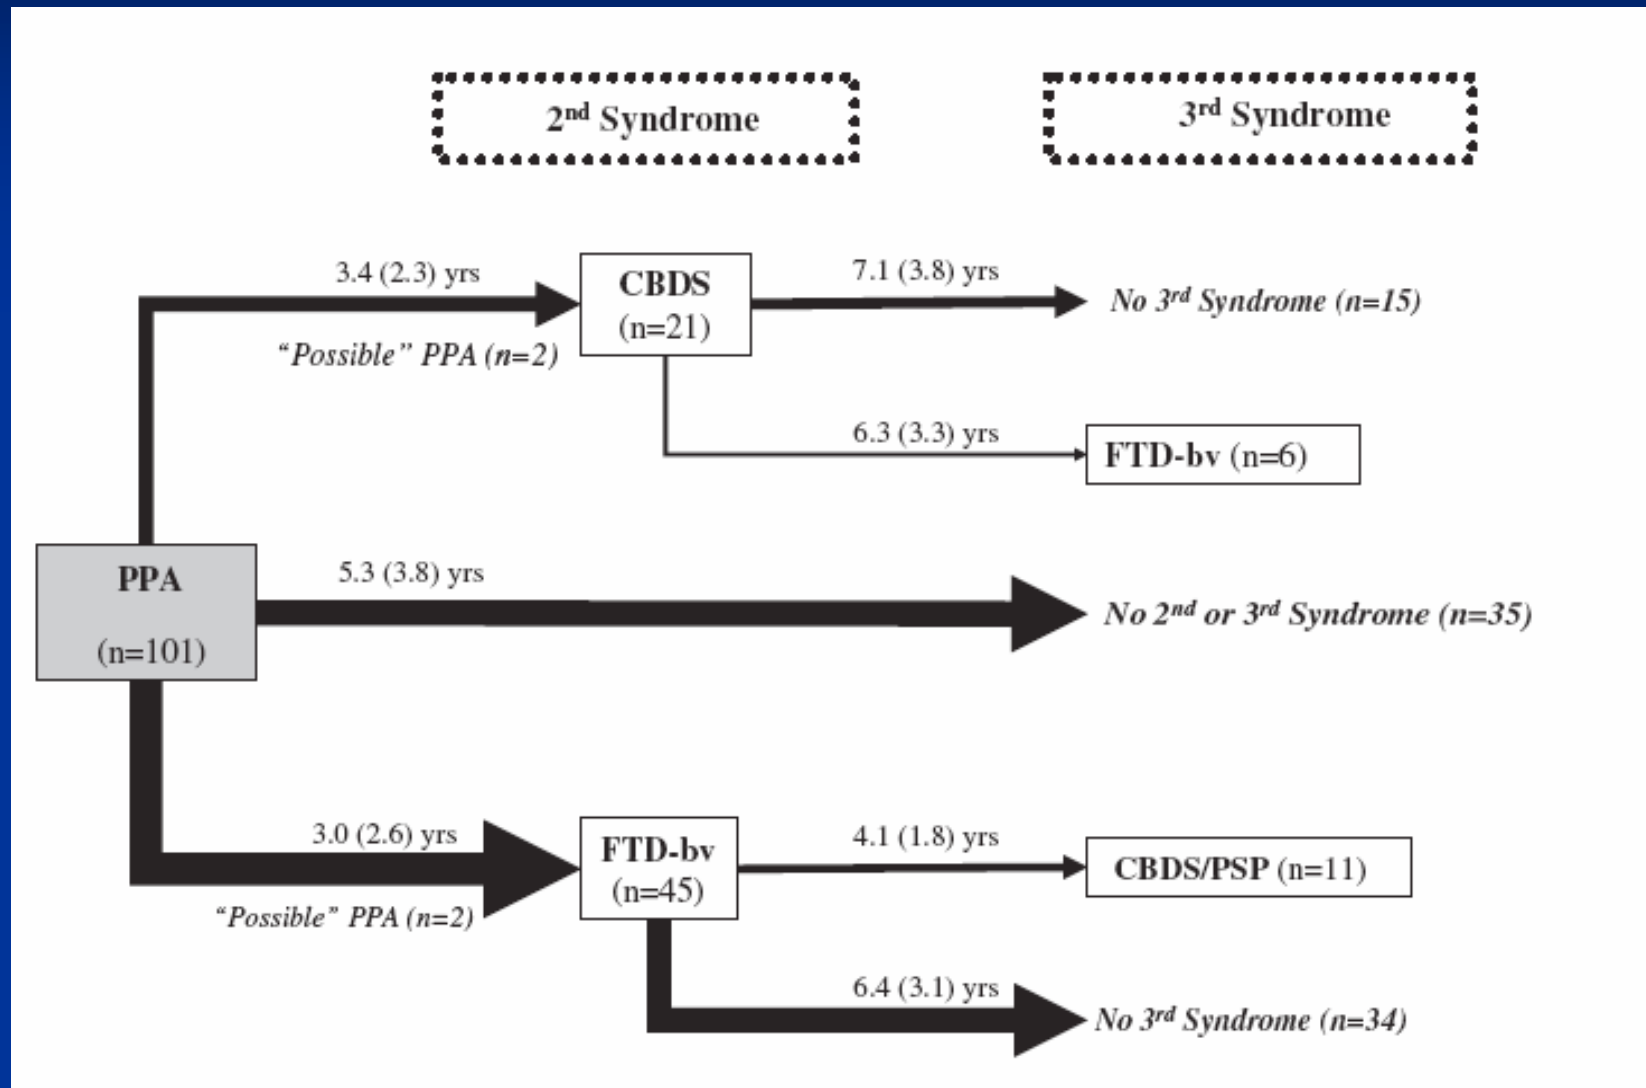 2nd Syndrome
3rd Syndrome
3.4 (2.3) yrs
"Possible" PPA (n=2)
CBDS
(n=21)
7.1 (3.8) yrs
No 3rd Syndrome (n=15)
6.3 (3.3) yrs
FTD-bv (n=6)
PPA
(n=101)
5.3 (3.8) yrs
No 2nd or 3rd Syndrome (n=35)
3.0 (2.6) yrs
"Possible" PPA (n=2)
FTD-bv
(n=45)
4.1 (1.8) yrs
CBDS/PSP (n=11)
6.4 (3.1) yrs
No 3rd Syndrome (n=34)